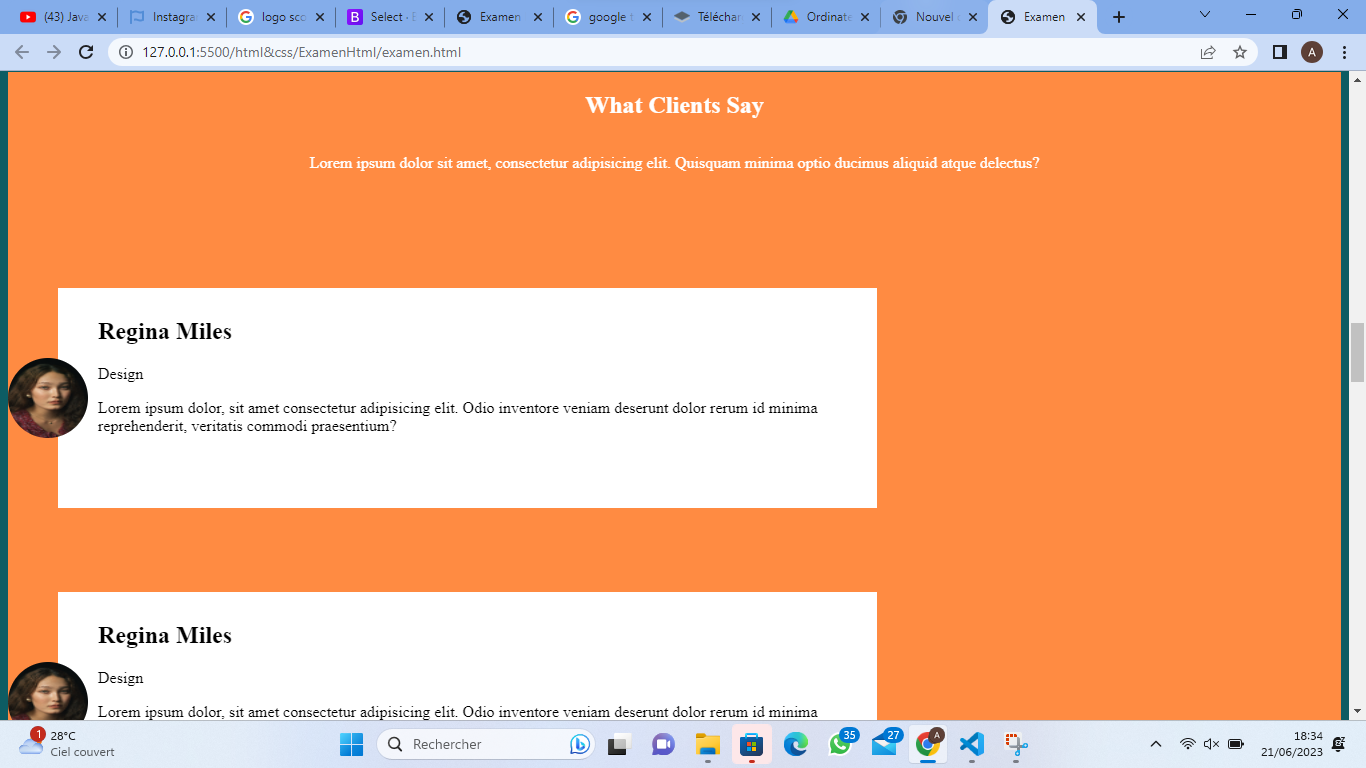 (43) Java
Instagra
logo sco
Select · B
Examen
google t
Téléchar
Ordinate
Nouvel o
Examen
127.0.0.1:5500/html&css/ExamenHtml/examen.html
A
What Clients Say
Lorem ipsum dolor sit amet, consectetur adipisicing elit. Quisquam minima optio ducimus aliquid atque delectus?
Regina Miles
Design
Lorem ipsum dolor, sit amet consectetur adipisicing elit. Odio inventore veniam deserunt dolor rerum id minima
reprehenderit, veritatis commodi praesentium?
Regina Miles
Design
Lorem ipsum dolor, sit amet consectetur adipisicing elit. Odio inventore veniam deserunt dolor rerum id minima
1
28°C
Ciel couvert
Rechercher
35
27
A
18:34
21/06/2023